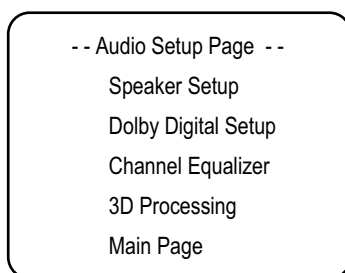 - - Audio Setup Page - -
Speaker Setup
Dolby Digital Setup
Channel Equalizer
3D Processing
Main Page